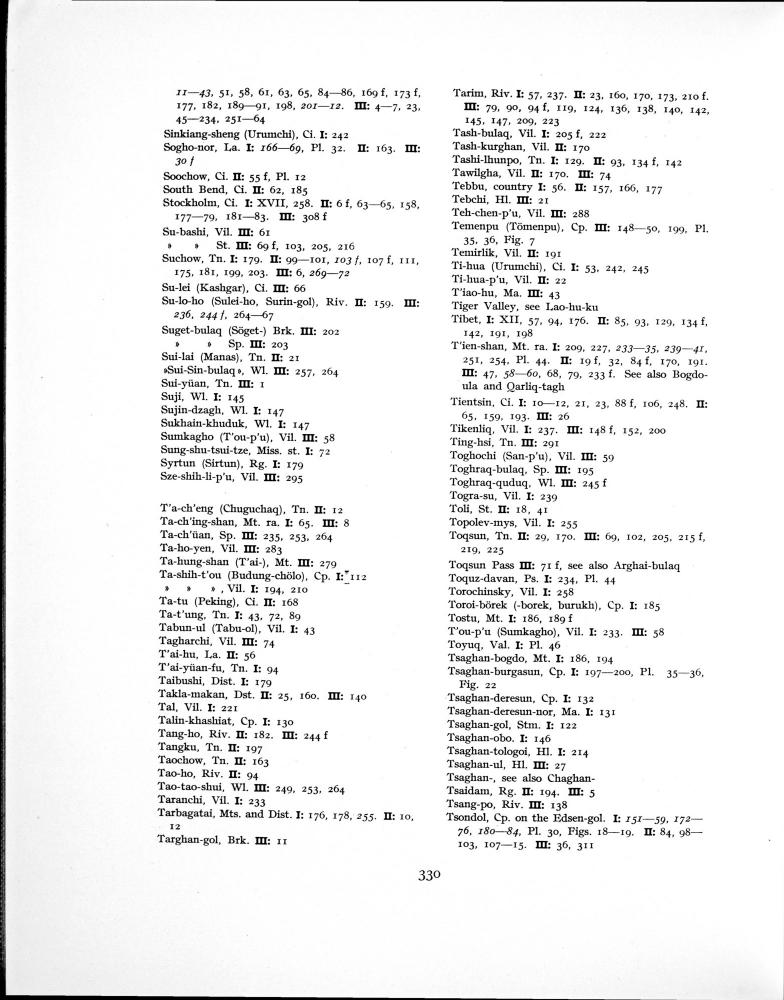 11—43, 51, 58, 61, 63, 65, 84—86, 169 f, 173 f,
177, 182, 189—91, 198, 201—12. III: 4—7, 23,
45—234, 251—64
Sinkiang-sheng (Urumchi), Ci. I: 242
Sogho-nor, La. I: 166—69, Pl. 32. II: 163. III:
30 f
Soochow, Ci. II: 55 f, Pl. 12
South Bend, Ci. II: 62, 185
Stockholm, Ci. I: XVII, 258. II: 6 f, 63—65, 158,
177—79, 181—83. III: 308 f
Su-bashi, Vil. III: 61
» » St. III: 69 f, 103, 205, 216
Suchow, Tn. I: 179. II: 99—101, 103 f, 107 f, 111,
175, 181, 199, 203. III: 6, 269—72
Su-lei (Kashgar), Ci. III: 66
Su-lo-ho (Sulei-ho, Surin-gol), Riv. II: 159. III:
236, 244 f, 264—67
Suget-bulaq (Söget-) Brk. III: 202
» » Sp. III: 203
Sui-lai (Manas), Tn. II: 21
»Sui-Sin-bulaq», Wl. III: 257, 264
Sui-yüan, Tn. III: 1
Suji, Wl. I: 145
Sujin-dzagh, Wl. I: 147
Sukhain-khuduk, Wl. I: 147
Sumkagho (T'ou-p'u), Vil. III: 58
Sung-shu-tsui-tze, Miss. st. I: 72
Syrtun (Sirtun), Rg. I: 179
Sze-shih-li-p'u, Vil. III: 295
T'a-ch'eng (Chuguchaq), Tn. II: 12
Ta-ch'ing-shan, Mt. ra. I: 65. III: 8
Ta-ch'üan, Sp. III: 235, 253, 264
Ta-ho-yen, Vil. III: 283
Ta-hung-shan (T'ai-), Mt. III: 279
Ta-shih-t'ou (Budung-chölo), Cp. I: 112
» » », Vil. I: 194, 210
Ta-tu (Peking), Ci. II: 168
Ta-t'ung, Tn. I: 43, 72, 89
Tabun-ul (Tabu-ol), Vil. I: 43
Tagharchi, Vil. III: 74
T'ai-hu, La. II: 56
T'ai-yüan-fu, Tn. I: 94
Taibushi, Dist. I: 179
Takla-makan, Dst. II: 25, 160. III: 140
Tal, Vil. I: 221
Talin-khashiat, Cp. I: 130
Tang-ho, Riv. II: 182. III: 244 f
Tangku, Tn. II: 197
Taochow, Tn. II: 163
Tao-ho, Riv. II: 94
Tao-tao-shui, Wl. III: 249, 253, 264
Taranchi, Vil. I: 233
Tarbagatai, Mts. and Dist. I: 176, 178, 255. II: 10,
12
Targhan-gol, Brk. III: 11
Tarim, Riv. I: 57, 237. II: 23, 160, 170, 173, 210 f.
III: 79, 90, 94 f, 119, 124, 136, 138, 140, 142,
145, 147, 209, 223
Tash-bulaq, Vil. I: 205 f, 222
Tash-kurghan, Vil. II: 170
Tashi-lhunpo, Tn. I: 129. II: 93, 134 f, 142
Tawilgha, Vil. II: 170. III: 74
Tebbu, country I: 56. II: 157, 166, 177
Tebchi, Hl. III: 21
Teh-chen-p'u, Vil. III: 288
Temenpu (Tömenpu), Cp. III: 148—50, 199, Pl.
35, 36, Fig. 7
Temirlik, Vil. II: 191
Ti-hua (Urumchi), Ci. I: 53, 242, 245
Ti-hua-p'u, Vil. II: 22
T'iao-hu, Ma. III: 43
Tiger Valley, see Lao-hu-ku
Tibet, I: XII, 57, 94, 176. II: 85, 93, 129, 134 f,
142, 191, 198
T'ien-shan, Mt. ra. I: 209, 227, 233—35, 239—41,
251, 254, Pl. 44. II: 19 f, 32, 84 f, 170, 191.
III: 47, 58—60, 68, 79, 233 f. See also Bogdo-
ula and Qarliq-tagh
Tientsin, Ci. I: 10—12, 21, 23, 88 f, 106, 248. II:
65, 159, 193. III: 26
Tikenliq, Vil. I: 237. III: 148 f, 152, 200
Ting-hsi, Tn. III: 291
Toghochi (San-p'u), Vil. III: 59
Toghraq-bulaq, Sp. III: 195
Toghraq-quduq, Wl. III: 245 f
Togra-su, Vil. I: 239
Toli, St. II: 18, 41
Topolev-mys, Vil. I: 255
Toqsun, Tn. II: 29, 170. III: 69, 102, 205, 215 f,
219, 225
Toqsun Pass III: 71 f, see also Arghai-bulaq
Toquz-davan, Ps. I: 234, Pl. 44
Torochinsky, Vil. I: 258
Toroi-börek (-borek, burukh), Cp. I: 185
Tostu, Mt. I: 186, 189 f
T'ou-p'u (Sumkagho), Vil. I: 233. III: 58
Toyuq, Val. I: Pl. 46
Tsaghan-bogdo, Mt. I: 186, 194
Tsaghan-burgasun, Cp. I: 197—200, Pl. 35—36,
Fig. 22
Tsaghan-deresun, Cp. I: 132
Tsaghan-deresun-nor, Ma. I: 131
Tsaghan-gol, Stm. I: 122
Tsaghan-obo. I: 146
Tsaghan-tologoi, Hl. I: 214
Tsaghan-ul, Hl. III: 27
Tsaghan-, see also Chaghan-
Tsaidam, Rg. II: 194. III: 5
Tsang-po, Riv. III: 138
Tsondol, Cp. on the Edsen-gol. I: 151—59, 172—
76, 180—84, Pl. 30, Figs. 18—19. II: 84, 98—
103, 107—15. III: 36, 311
330